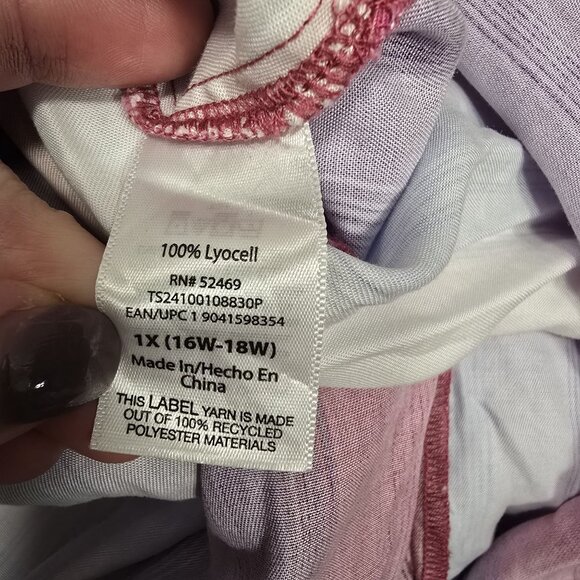 100% Lyocell
RN# 52469
TS24100108830P
EAN/UPC 1 9041598354
1X (16W-18W)
Made In/Hecho En
China
THIS LABEL YARN IS MADE
OUT OF 100% RECYCLED
POLYESTER MATERIALS